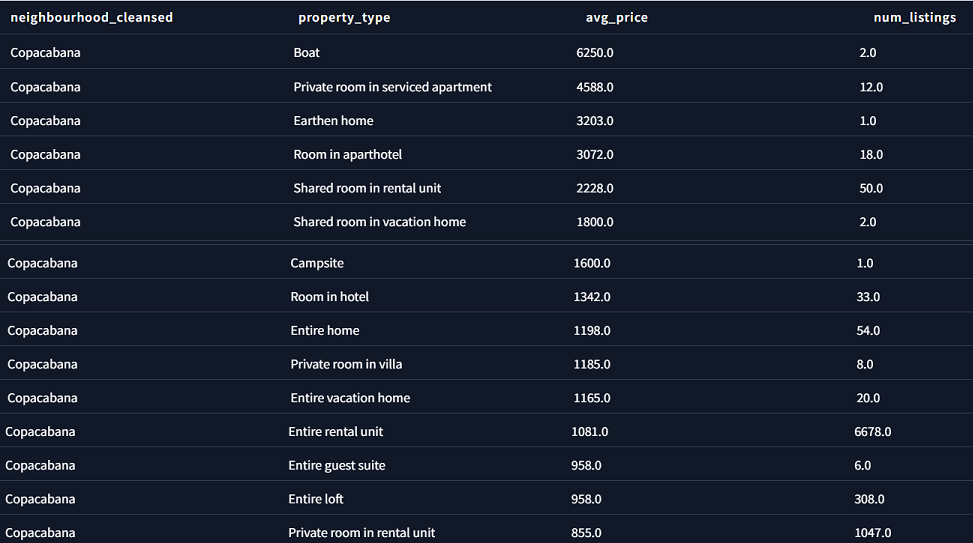 neighbourhood_cleansed property_type avg_price num_listings
Copacabana Boat 6250.0 2.0
Copacabana Private room in serviced apartment 4588.0 12.0
Copacabana Earthen home 3203.0 1.0
Copacabana Room in aparthotel 3072.0 18.0
Copacabana Shared room in rental unit 2228.0 50.0
Copacabana Shared room in vacation home 1800.0 2.0
Copacabana Campsite 1600.0 1.0
Copacabana Room in hotel 1342.0 33.0
Copacabana Entire home 1198.0 54.0
Copacabana Private room in villa 1185.0 8.0
Copacabana Entire vacation home 1165.0 20.0
Copacabana Entire rental unit 1081.0 6678.0
Copacabana Entire guest suite 958.0 6.0
Copacabana Entire loft 958.0 308.0
Copacabana Private room in rental unit 855.0 1047.0